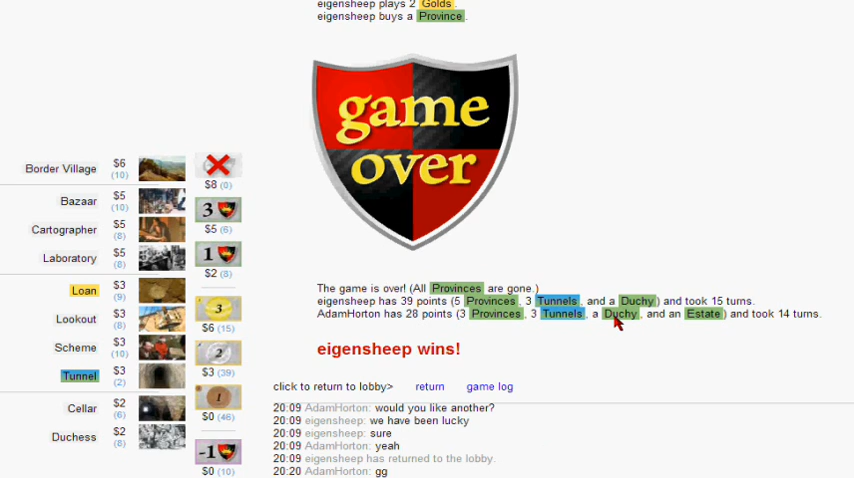 eigensheep plays 2 Golds.
eigensheep buys a Province.
game
over
Border Village $6 (10)
$8 (0)
Bazaar $5 (10)
3
$5 (6)
Cartographer $5 (8)
Laboratory $5 (8)
1
$2 (8)
Loan $3 (9)
3
$6 (15)
Lookout $3 (8)
Scheme $3 (10)
2
$3 (39)
Tunnel $3 (2)
1
$0 (46)
Cellar $2 (6)
Duchess $2 (8)
-1
$0 (10)
The game is over! (All Provinces are gone.)
eigensheep has 39 points (5 Provinces, 3 Tunnels, and a Duchy) and took 15 turns.
AdamHorton has 28 points (3 Provinces, 3 Tunnels, a Duchy, and an Estate) and took 14 turns.
eigensheep wins!
click to return to lobby> return game log
20:09 AdamHorton: would you like another?
20:09 eigensheep: we have been lucky
20:09 eigensheep: sure
20:09 AdamHorton: yeah
20:09 eigensheep has returned to the lobby.
20:20 AdamHorton: gg